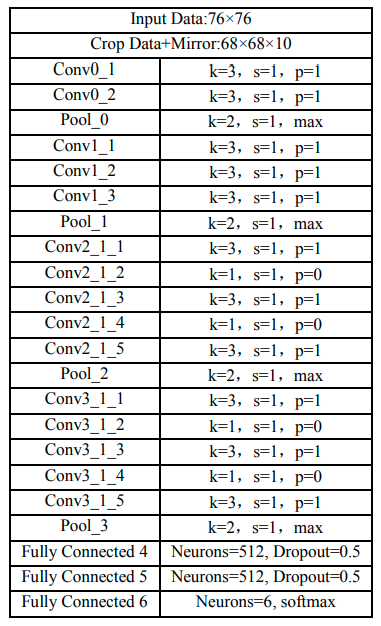 Input Data:76×76
Crop Data+Mirror:68×68×10
Conv0_1 k=3，s=1，p=1
Conv0_2 k=3，s=1，p=1
Pool_0 k=2，s=1，max
Conv1_1 k=3，s=1，p=1
Conv1_2 k=3，s=1，p=1
Conv1_3 k=3，s=1，p=1
Pool_1 k=2，s=1，max
Conv2_1_1 k=3，s=1，p=1
Conv2_1_2 k=1，s=1，p=0
Conv2_1_3 k=3，s=1，p=1
Conv2_1_4 k=1，s=1，p=0
Conv2_1_5 k=3，s=1，p=1
Pool_2 k=2，s=1，max
Conv3_1_1 k=3，s=1，p=1
Conv3_1_2 k=1，s=1，p=0
Conv3_1_3 k=3，s=1，p=1
Conv3_1_4 k=1，s=1，p=0
Conv3_1_5 k=3，s=1，p=1
Pool_3 k=2，s=1，max
Fully Connected 4 Neurons=512, Dropout=0.5
Fully Connected 5 Neurons=512, Dropout=0.5
Fully Connected 6 Neurons=6, softmax